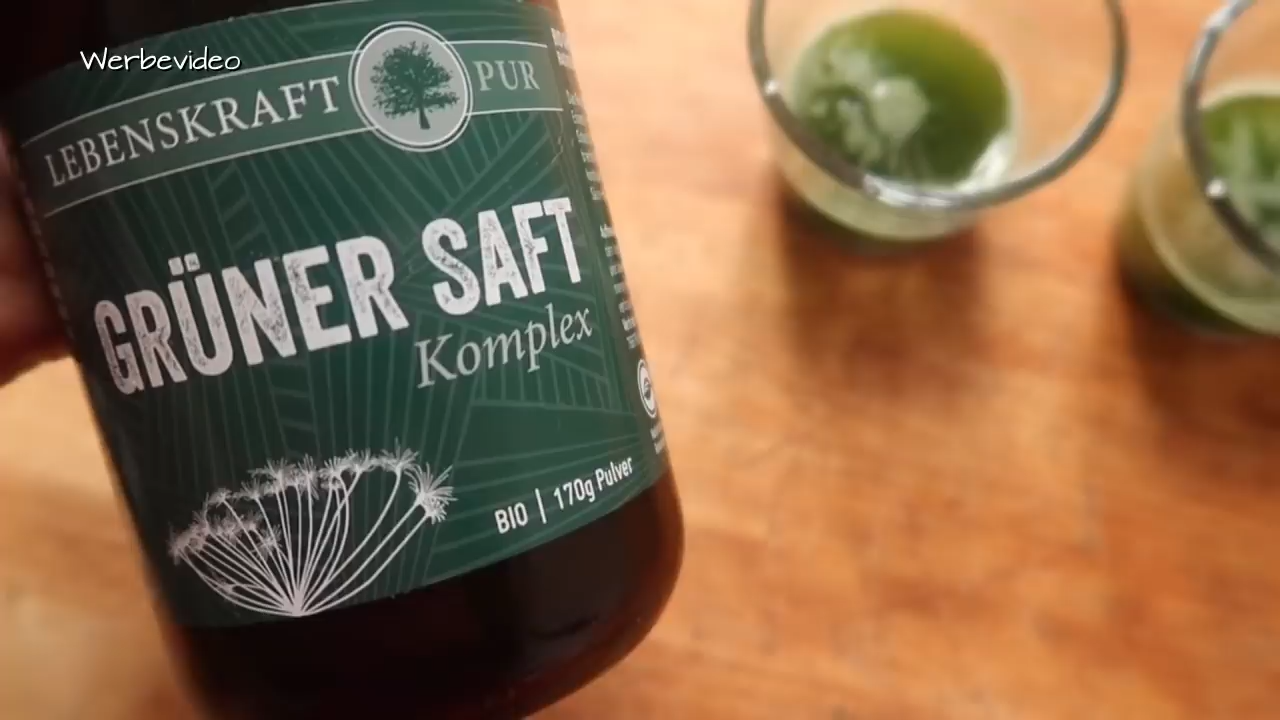 Werbevideo
LEBENSKRAFT PUR
GRÜNER SAFT
Komplex
BIO | 170g Pulver